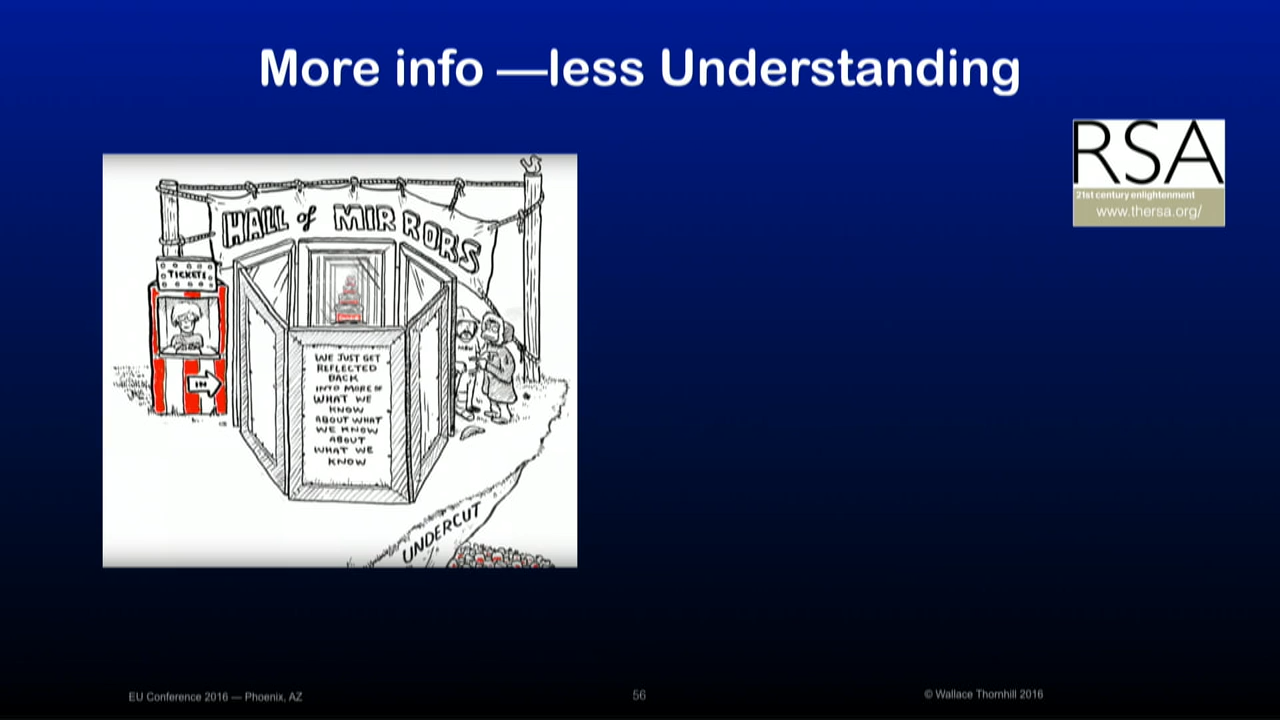 More info —less Understanding
RSA
21st century enlightenment
www.thersa.org/
HALL of MIRRORS
TICKETS
IN
WE JUST GET
REFLECTED
BACK
INTO MORE OF
WHAT WE
KNOW
ABOUT WHAT
WE KNOW
ABOUT
WHAT WE
KNOW
UNDERCUT
EU Conference 2016 — Phoenix, AZ
56
© Wallace Thornhill 2016